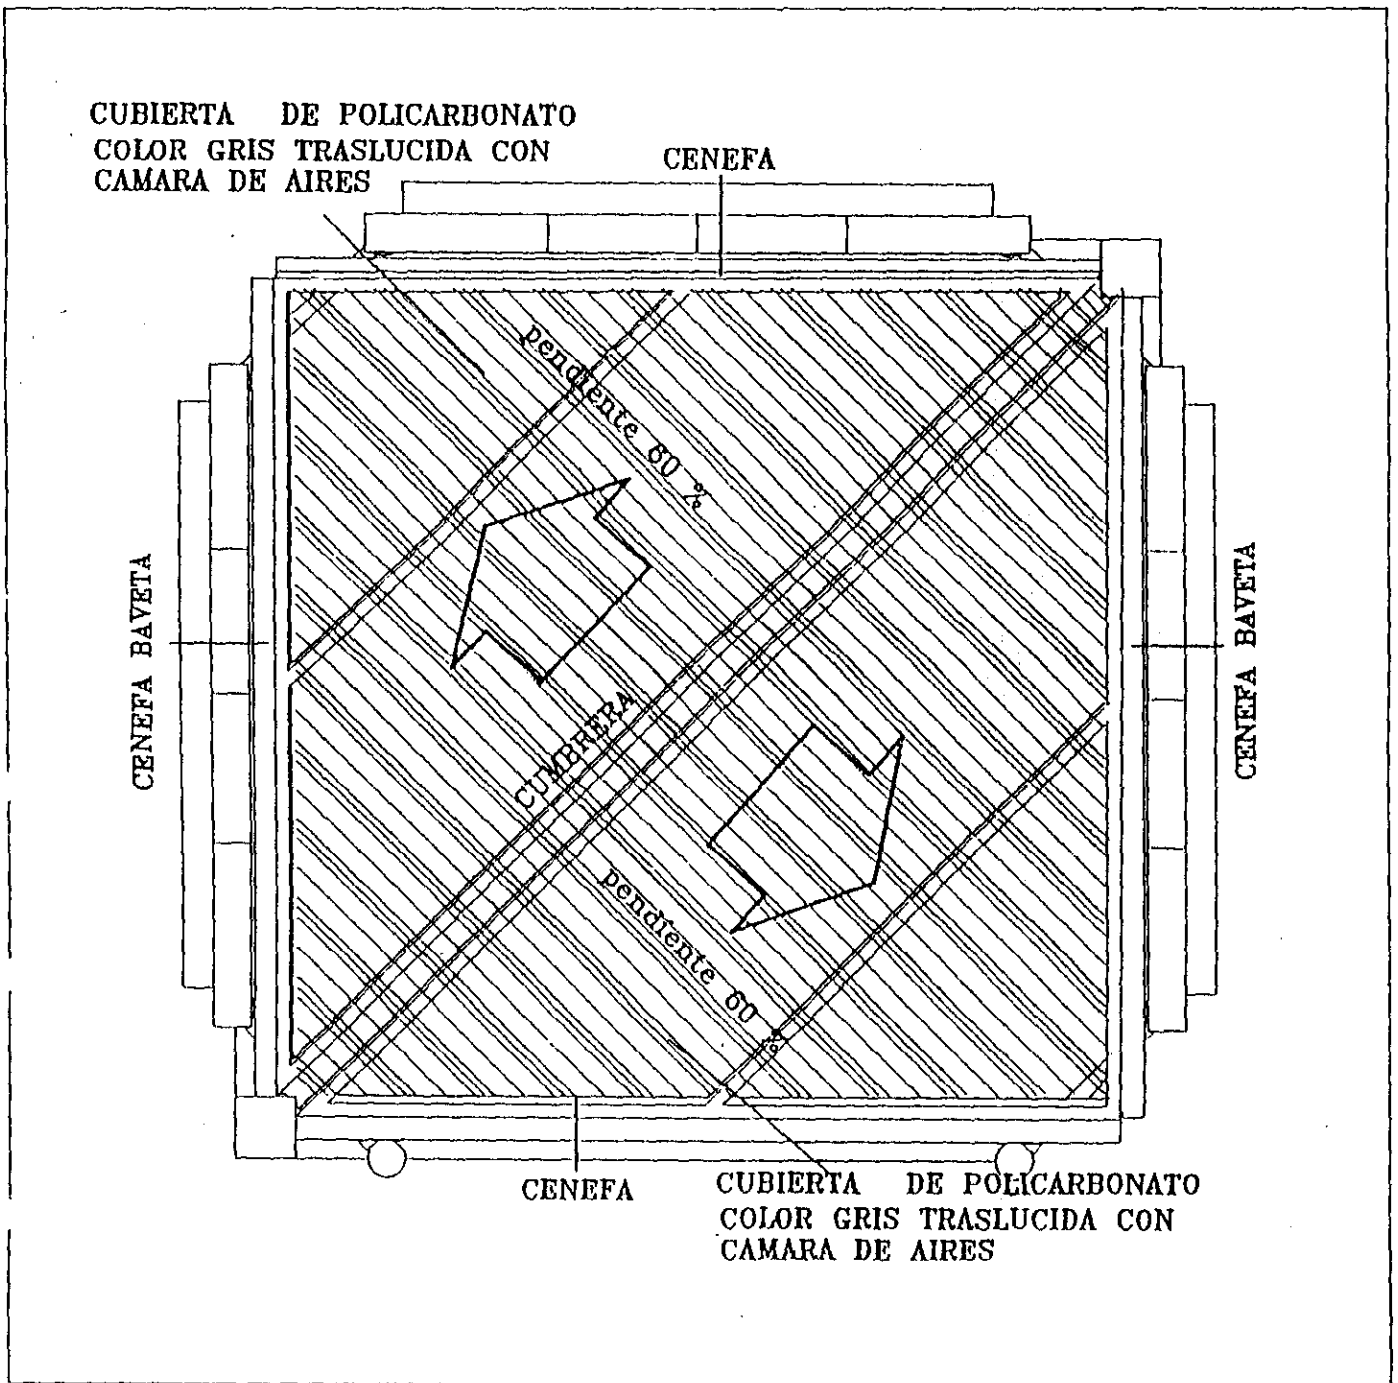 CUBIERTA DE POLICARBONATO
COLOR GRIS TRASLUCIDA CON
CAMARA DE AIRES
CENEFA
pendiente 60 %
CENEFA BAVETA
CENEFA BAVETA
CUMBRERA
pendiente 60 %
CENEFA
CUBIERTA DE POLICARBONATO
COLOR GRIS TRASLUCIDA CON
CAMARA DE AIRES